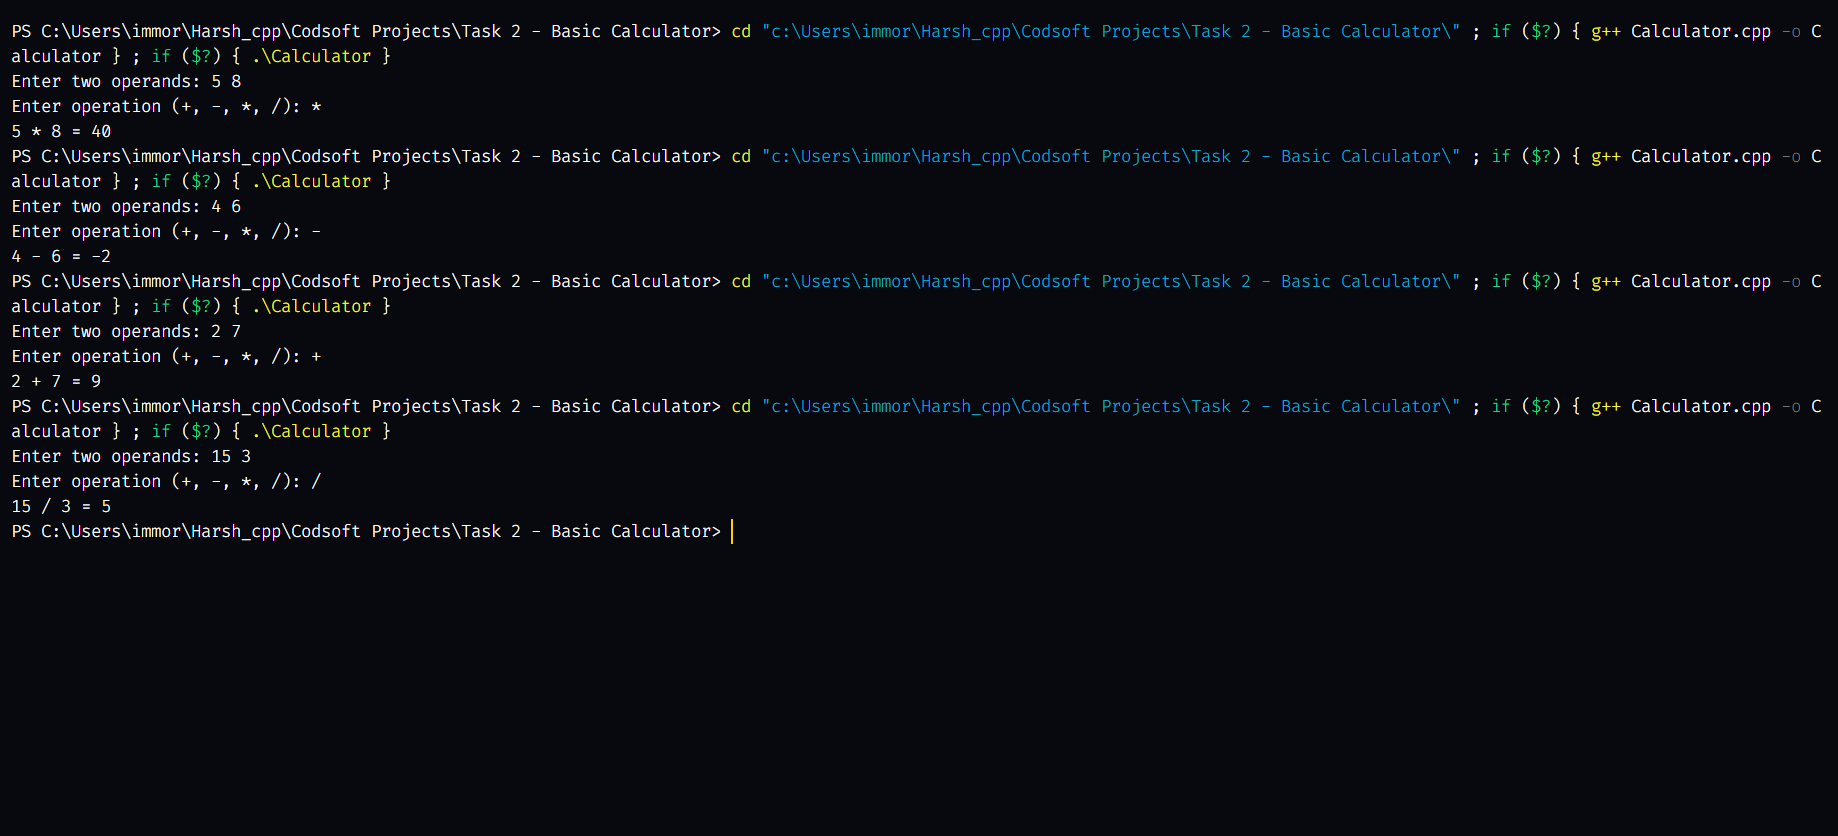 PS C:\Users\immor\Harsh_cpp\Codsoft Projects\Task 2 - Basic Calculator> cd "c:\Users\immor\Harsh_cpp\Codsoft Projects\Task 2 - Basic Calculator\" ; if ($?) { g++ Calculator.cpp -o C
alculator } ; if ($?) { .\Calculator }
Enter two operands: 5 8
Enter operation (+, -, *, /): *
5 * 8 = 40
PS C:\Users\immor\Harsh_cpp\Codsoft Projects\Task 2 - Basic Calculator> cd "c:\Users\immor\Harsh_cpp\Codsoft Projects\Task 2 - Basic Calculator\" ; if ($?) { g++ Calculator.cpp -o C
alculator } ; if ($?) { .\Calculator }
Enter two operands: 4 6
Enter operation (+, -, *, /): -
4 - 6 = -2
PS C:\Users\immor\Harsh_cpp\Codsoft Projects\Task 2 - Basic Calculator> cd "c:\Users\immor\Harsh_cpp\Codsoft Projects\Task 2 - Basic Calculator\" ; if ($?) { g++ Calculator.cpp -o C
alculator } ; if ($?) { .\Calculator }
Enter two operands: 2 7
Enter operation (+, -, *, /): +
2 + 7 = 9
PS C:\Users\immor\Harsh_cpp\Codsoft Projects\Task 2 - Basic Calculator> cd "c:\Users\immor\Harsh_cpp\Codsoft Projects\Task 2 - Basic Calculator\" ; if ($?) { g++ Calculator.cpp -o C
alculator } ; if ($?) { .\Calculator }
Enter two operands: 15 3
Enter operation (+, -, *, /): /
15 / 3 = 5
PS C:\Users\immor\Harsh_cpp\Codsoft Projects\Task 2 - Basic Calculator>